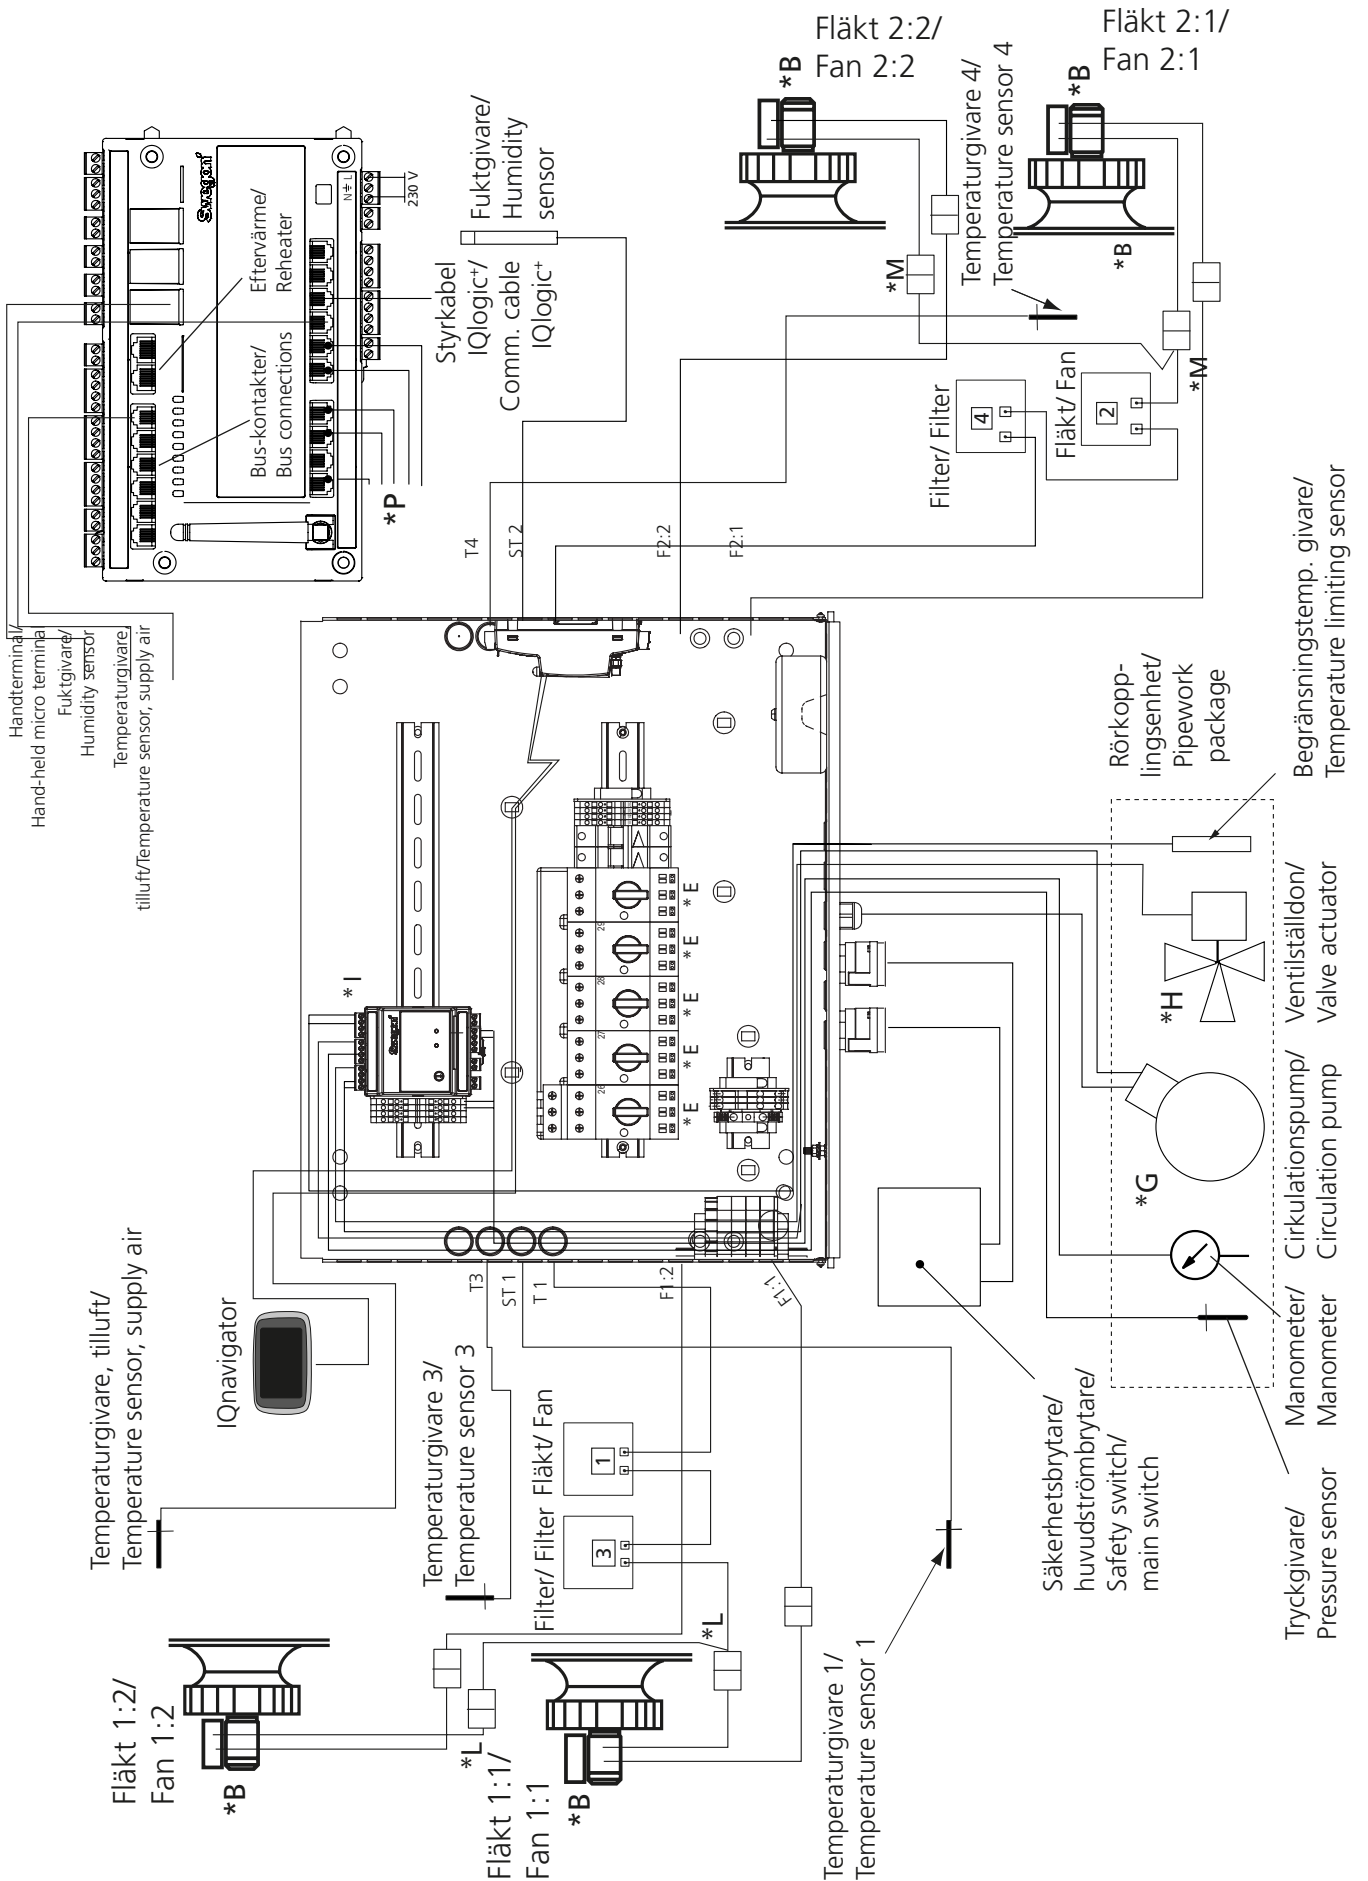 Handterminal/
Hand-held micro terminal
Fuktgivare/
Humidity sensor
Temperaturgivare
tilluft/Temperature sensor, supply air
Swegon
Eftervärme/
Reheater
Bus-kontakter/
Bus connections
N L
230 V
*P
Styrkabel
IQlogic+/
Comm. cable
IQlogic+
Fuktgivare/
Humidity
sensor
Fläkt 2:2/
Fan 2:2
*B
Fläkt 2:1/
Fan 2:1
*B
*B
Temperaturgivare 4/
Temperature sensor 4
*M
*M
Filter/ Filter
4
Fläkt/ Fan
2
T4
ST 2
F2:2
F2:1
*I
Swegon
29
28
27
26
*E
*E
*E
*E
*E
T3
ST 1
T 1
F1:2
F1:1
Temperaturgivare, tilluft/
Temperature sensor, supply air
IQnavigator
Temperaturgivare 3/
Temperature sensor 3
Fläkt/ Fan
1
Filter/ Filter
3
Fläkt 1:2/
Fan 1:2
*B
*L
*L
Fläkt 1:1/
Fan 1:1
*B
Temperaturgivare 1/
Temperature sensor 1
Säkerhetsbrytare/
huvudströmbrytare/
Safety switch/
main switch
Rörkopp-
lingsenhet/
Pipework
package
Begränsningstemp. givare/
Temperature limiting sensor
*H
Ventilställdon/
Valve actuator
*G
Cirkulationspump/
Circulation pump
Manometer/
Manometer
Tryckgivare/
Pressure sensor